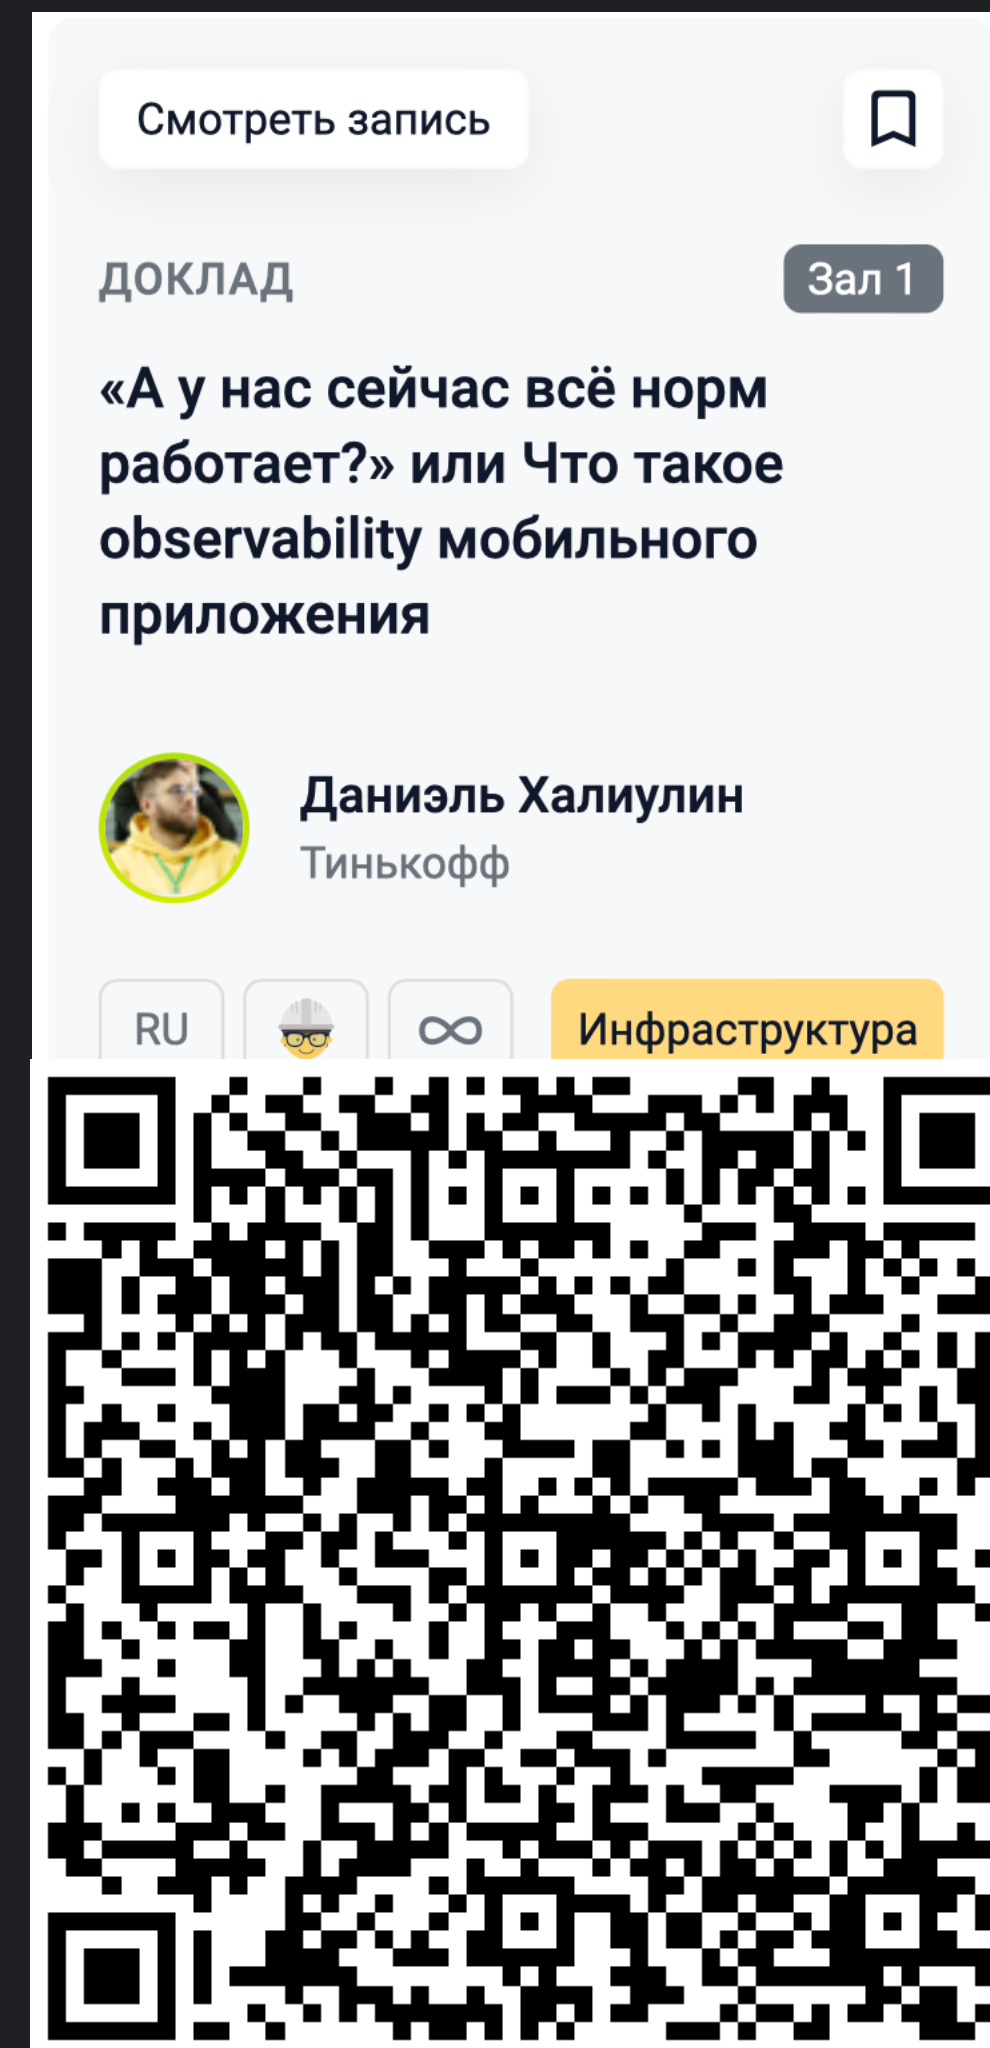 Смотреть запись
ДОКЛАД
Зал 1
«А у нас сейчас всё норм
работает?» или Что такое
observability мобильного
приложения
Даниэль Халиулин
Тинькофф
RU
Инфраструктура